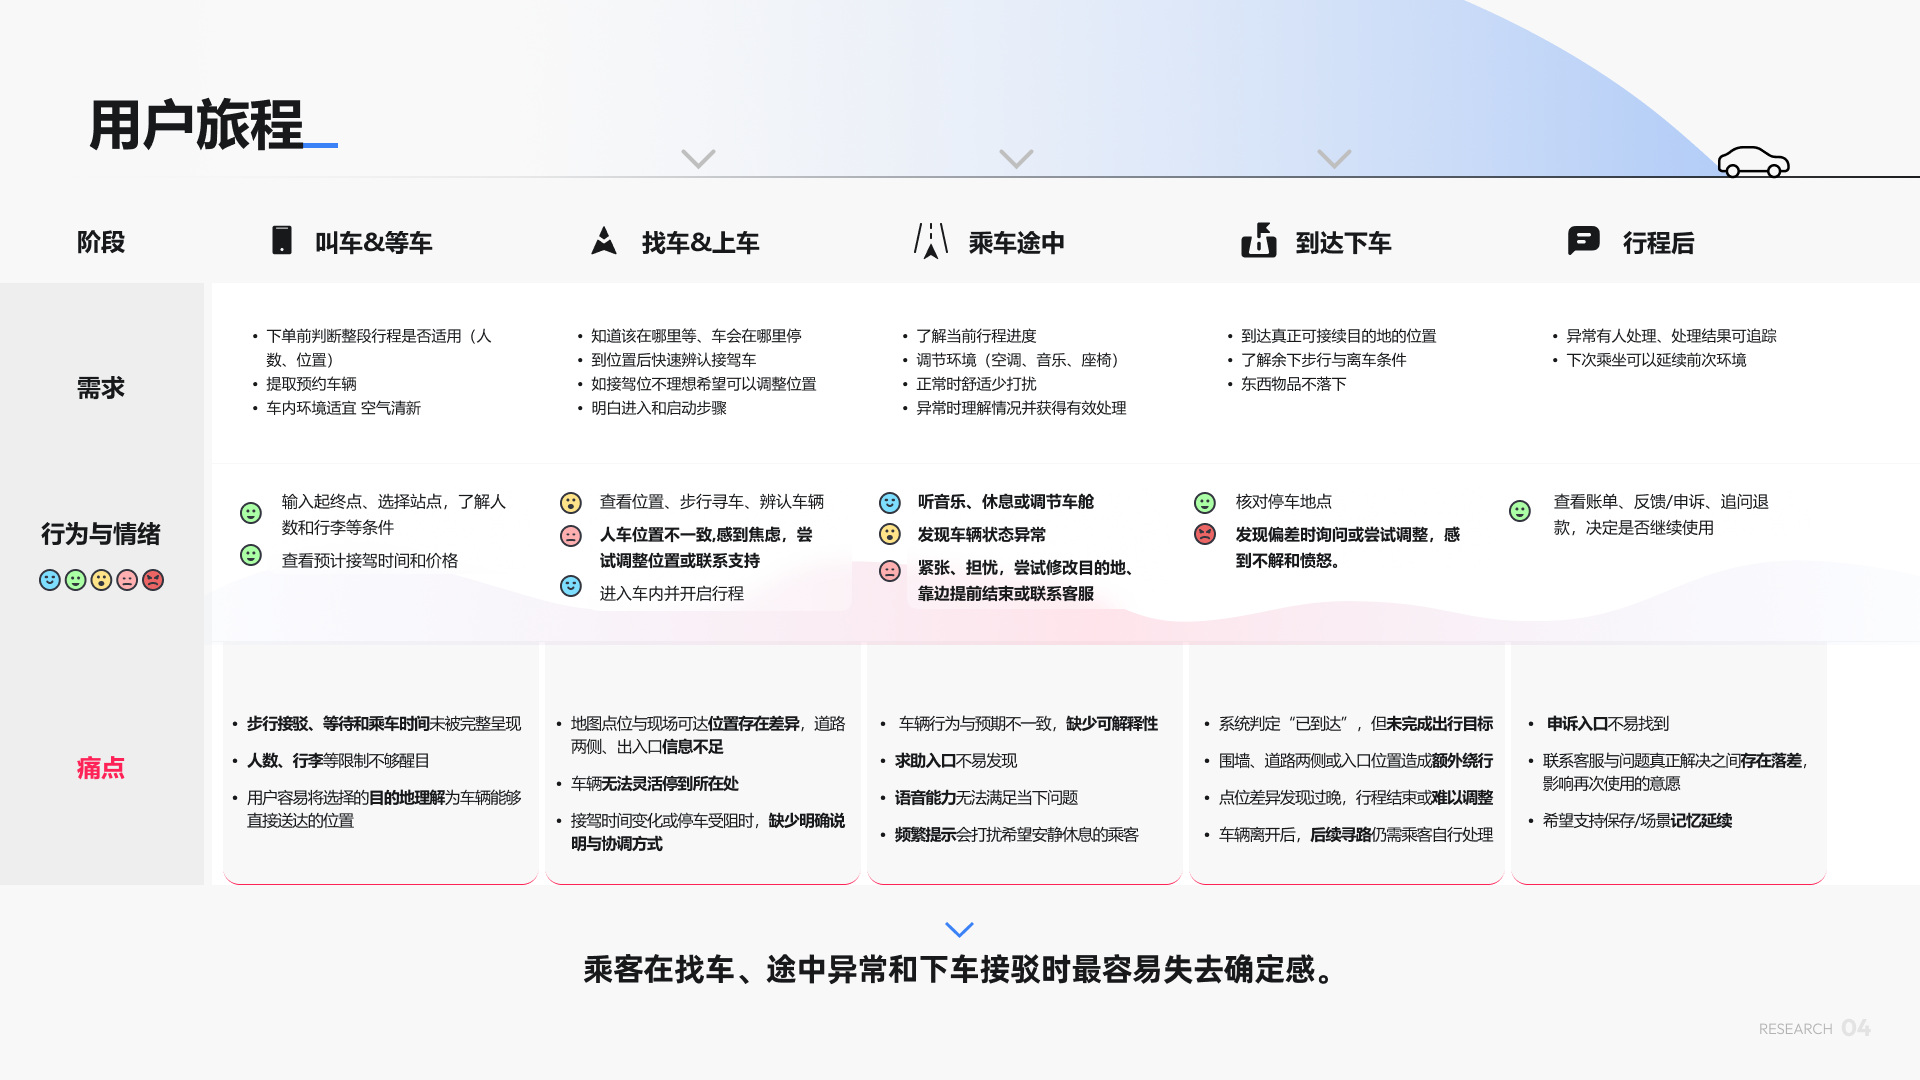 用户旅程_
阶段
叫车&等车
找车&上车
乘车途中
到达下车
行程后
需求
• 下单前判断整段行程是否适用（人
数、位置）
• 提取预约车辆
• 车内环境适宜 空气清新
• 知道该在哪里等、车会在哪里停
• 到位置后快速辨认接驾车
• 如接驾位不理想希望可以调整位置
• 明白进入和启动步骤
• 了解当前行程进度
• 调节环境（空调、音乐、座椅）
• 正常时舒适少打扰
• 异常时理解情况并获得有效处理
• 到达真正可接续目的地的位置
• 了解余下步行与离车条件
• 东西物品不落下
• 异常有人处理、处理结果可追踪
• 下次乘坐可以延续前次环境
行为与情绪
输入起终点、选择站点，了解人
数和行李等条件
查看预计接驾时间和价格
查看位置、步行寻车、辨认车辆
人车位置不一致,感到焦虑，尝
试调整位置或联系支持
进入车内并开启行程
听音乐、休息或调节车舱
发现车辆状态异常
紧张、担忧，尝试修改目的地、
靠边提前结束或联系客服
核对停车地点
发现偏差时询问或尝试调整，感
到不解和愤怒。
查看账单、反馈/申诉、追问退
款，决定是否继续使用
痛点
• 步行接驳、等待和乘车时间未被完整呈现
• 人数、行李等限制不够醒目
• 用户容易将选择的目的地理解为车辆能够
直接送达的位置
• 地图点位与现场可达位置存在差异，道路
两侧、出入口信息不足
• 车辆无法灵活停到所在处
• 接驾时间变化或停车受阻时，缺少明确说
明与协调方式
• 车辆行为与预期不一致，缺少可解释性
• 求助入口不易发现
• 语音能力无法满足当下问题
• 频繁提示会打扰希望安静休息的乘客
• 系统判定“已到达”，但未完成出行目标
• 围墙、道路两侧或入口位置造成额外绕行
• 点位差异发现过晚，行程结束或难以调整
• 车辆离开后，后续寻路仍需乘客自行处理
• 申诉入口不易找到
• 联系客服与问题真正解决之间存在落差，
影响再次使用的意愿
• 希望支持保存/场景记忆延续
乘客在找车、途中异常和下车接驳时最容易失去确定感。
RESEARCH 04